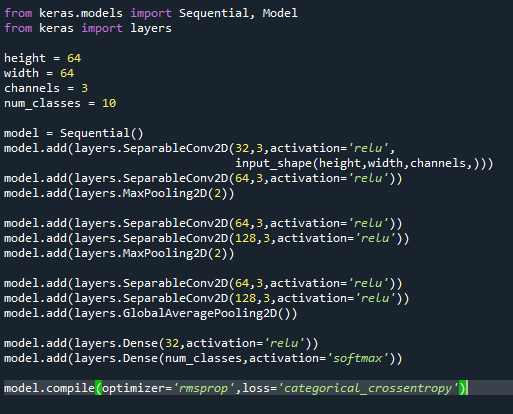 from keras.models import Sequential, Model
from keras import layers
height = 64
width = 64
channels = 3
num_classes = 10
model = Sequential()
model.add(layers.SeparableConv2D(32,3,activation='relu',
input_shape(height,width,channels,)))
model.add(layers.SeparableConv2D(64,3,activation='relu'))
model.add(layers.MaxPooling2D(2))
model.add(layers.SeparableConv2D(64,3,activation='relu'))
model.add(layers.SeparableConv2D(128,3,activation='relu'))
model.add(layers.MaxPooling2D(2))
model.add(layers.SeparableConv2D(64,3,activation='relu'))
model.add(layers.SeparableConv2D(128,3,activation='relu'))
model.add(layers.GlobalAveragePooling2D())
model.add(layers.Dense(32,activation='relu'))
model.add(layers.Dense(num_classes,activation='softmax'))
model.compile(optimizer='rmsprop',loss='categorical_crossentropy')